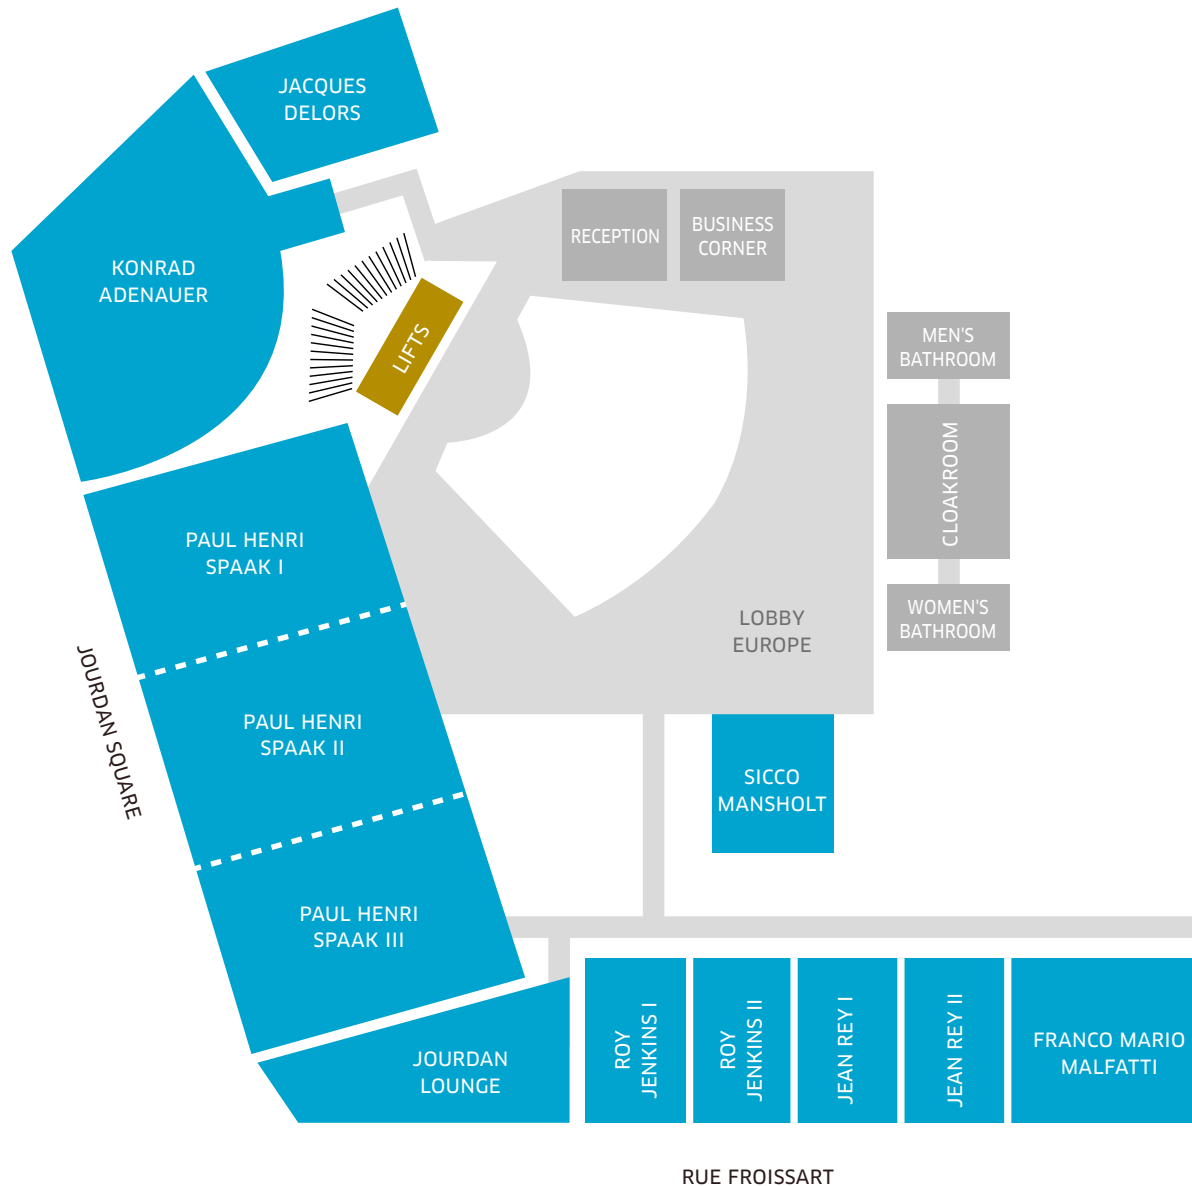 JACQUES
DELORS
KONRAD
ADENAUER
RECEPTION
BUSINESS
CORNER
LIFTS
MEN'S
BATHROOM
CLOAKROOM
WOMEN'S
BATHROOM
PAUL HENRI
SPAAK I
LOBBY
EUROPE
JOURDAN SQUARE
PAUL HENRI
SPAAK II
SICCO
MANSHOLT
PAUL HENRI
SPAAK III
JOURDAN
LOUNGE
ROY
JENKINS I
ROY
JENKINS II
JEAN REY I
JEAN REY II
FRANCO MARIO
MALFATTI
RUE FROISSART